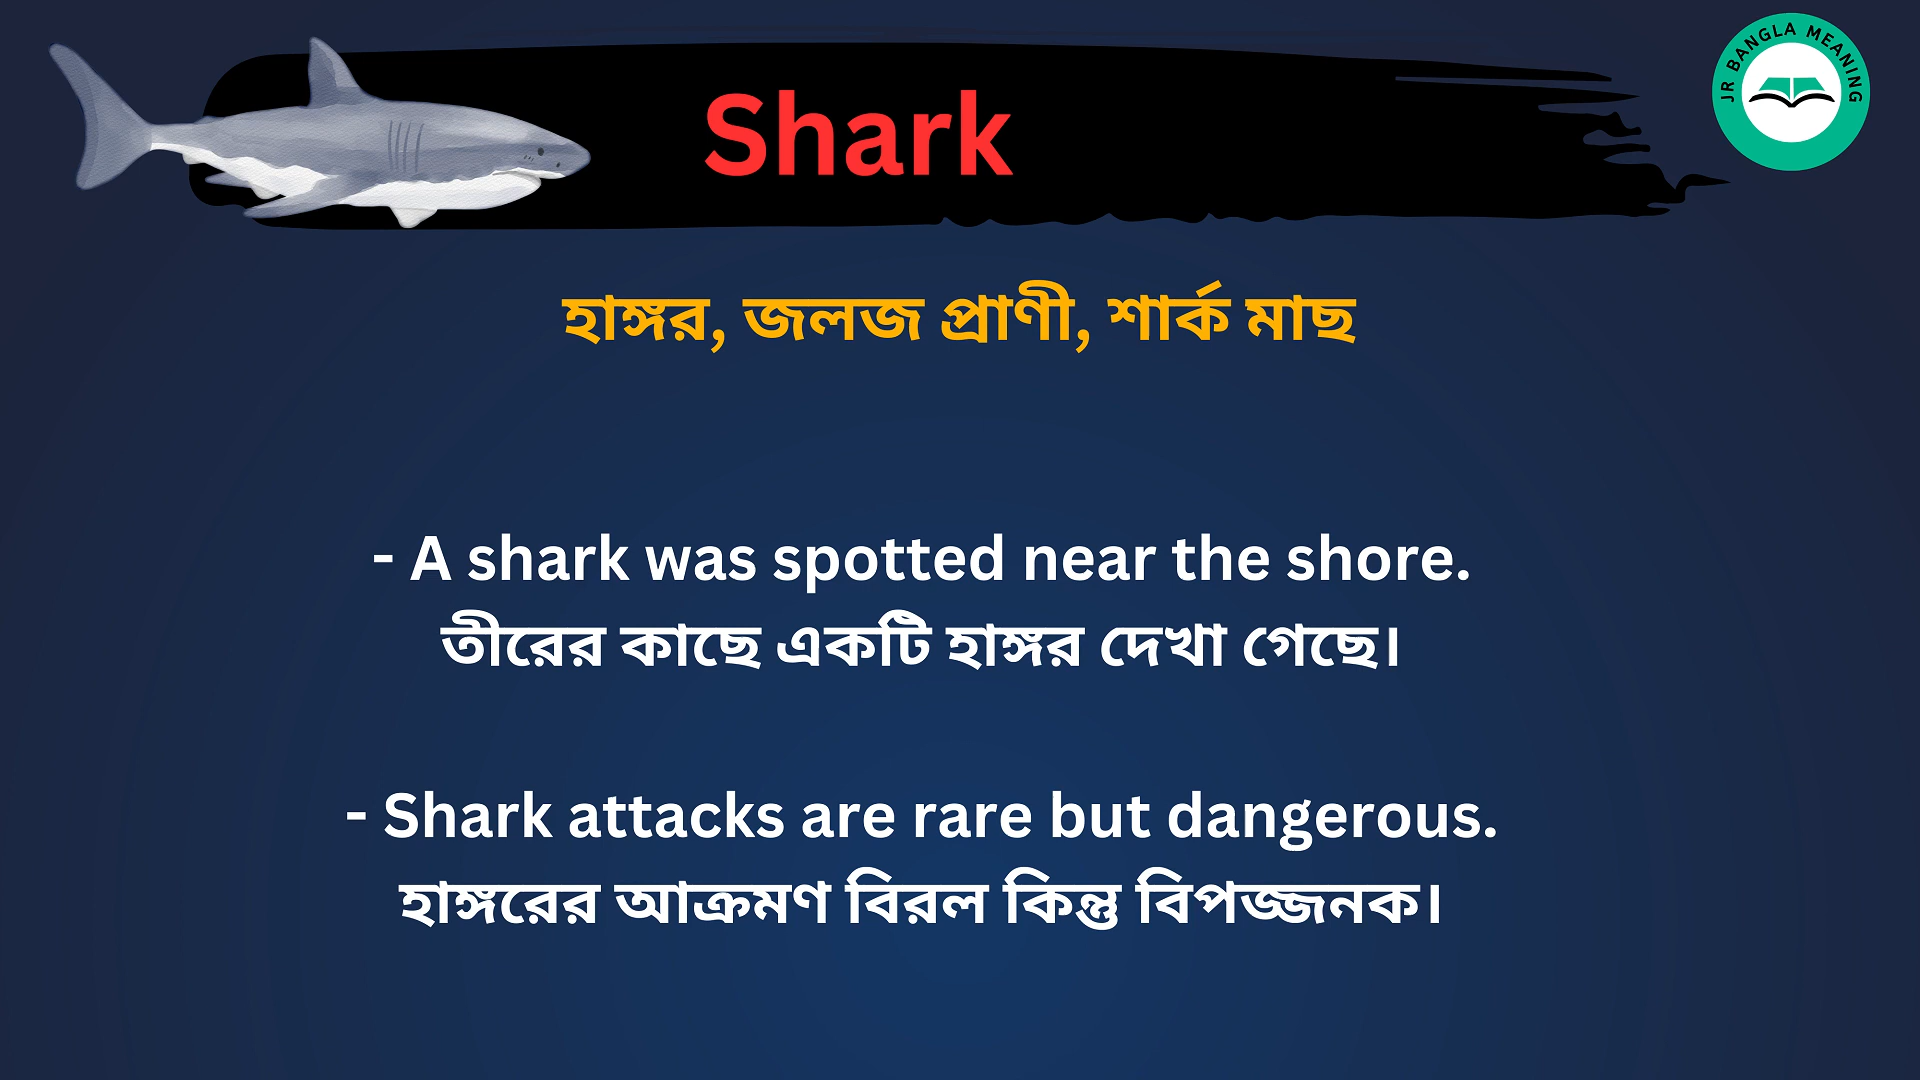 Shark
JR BANGLA MEANING
হাঙ্গর, জলজ প্রাণী, শার্ক মাছ
- A shark was spotted near the shore.
তীরের কাছে একটি হাঙ্গর দেখা গেছে।
- Shark attacks are rare but dangerous.
হাঙ্গরের আক্রমণ বিরল কিন্তু বিপজ্জনক।